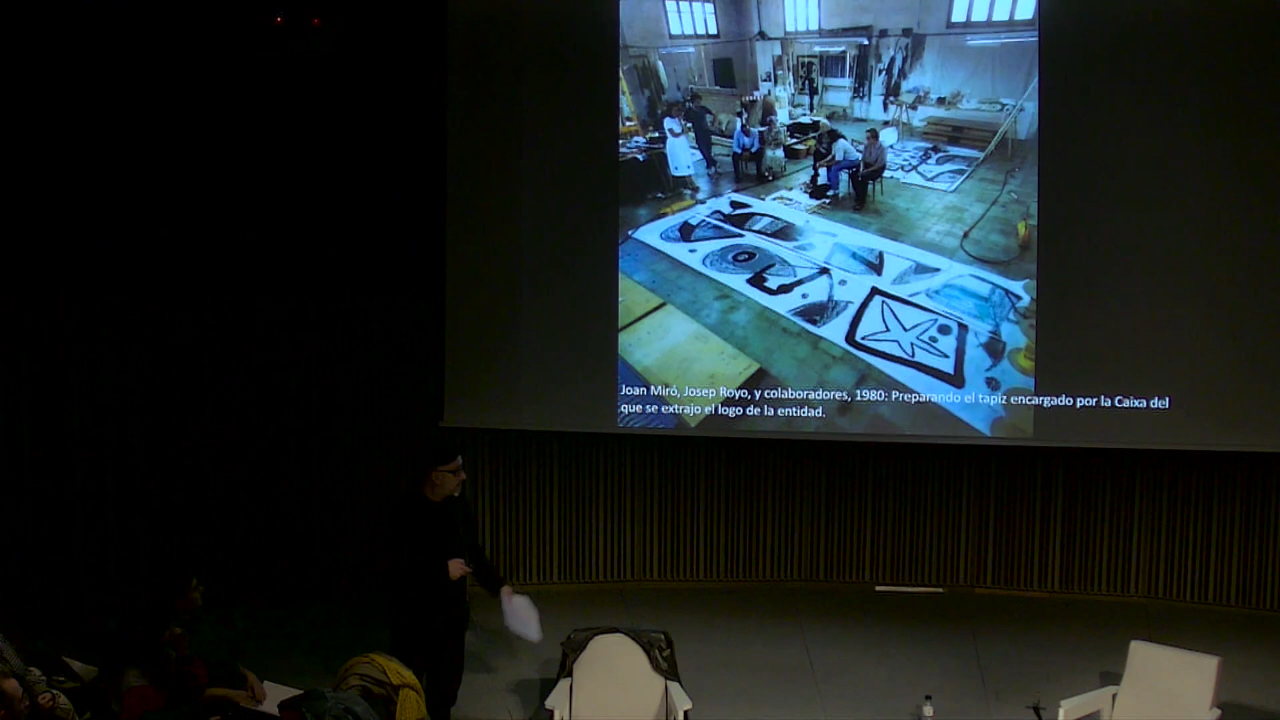 Joan Miró, Josep Royo, y colaboradores, 1980: Preparando el tapiz encargado por la Caixa del
que se extrajo el logo de la entidad.